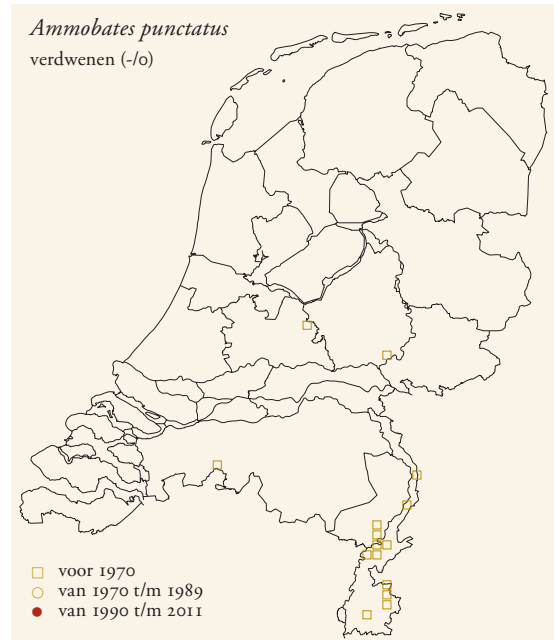 Ammobates punctatus
verdwenen (-/0)
voor 1970
van 1970 t/m 1989
van 1990 t/m 2011